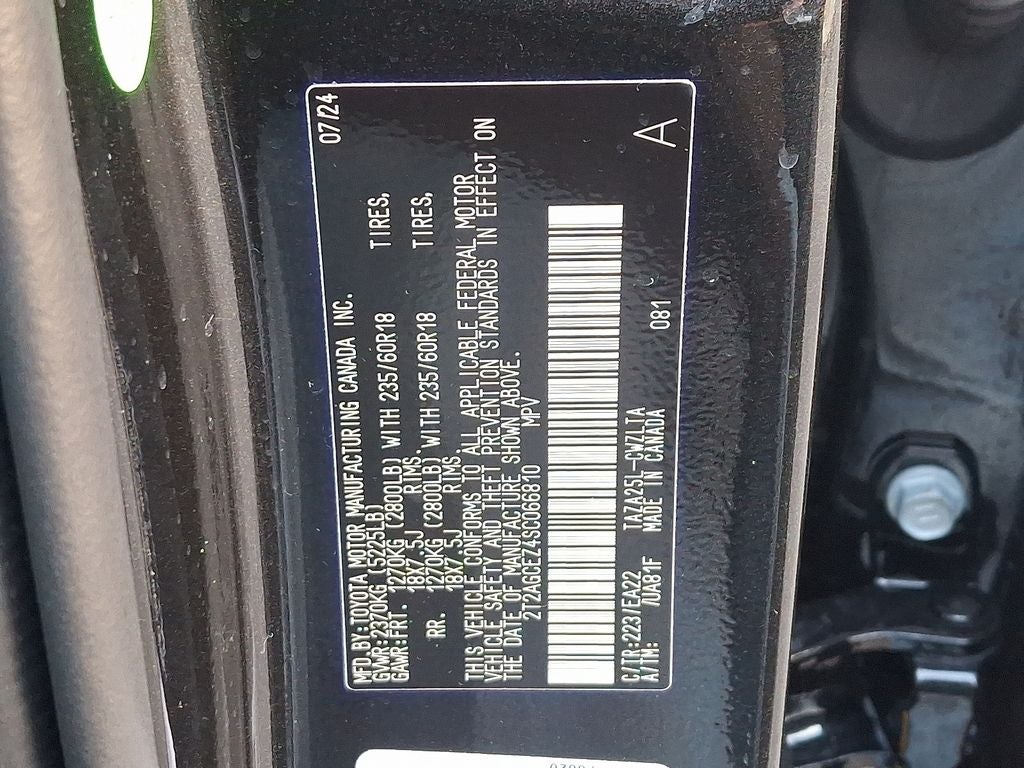 MFD BY:TOYOTA MOTOR MANUFACTURING CANADA INC. 07/24
GVWR:2370KG (5225LB)
GAWR:FRT. 1270KG (2800LB) WITH 235/60R18 TIRES,
18X7.5J RIMS,
RR. 1270KG (2800LB) WITH 235/60R18 TIRES,
18X7.5J RIMS.
THIS VEHICLE CONFORMS TO ALL APPLICABLE FEDERAL MOTOR
VEHICLE SAFETY AND THEFT PREVENTION STANDARDS IN EFFECT ON
THE DATE OF MANUFACTURE SHOWN ABOVE.
2T2AGCEZ4SC066810 MPV
C/TR:223/EA22 TAZA25L-CWZLTA 081
A/TM: /UA81F MADE IN CANADA
A